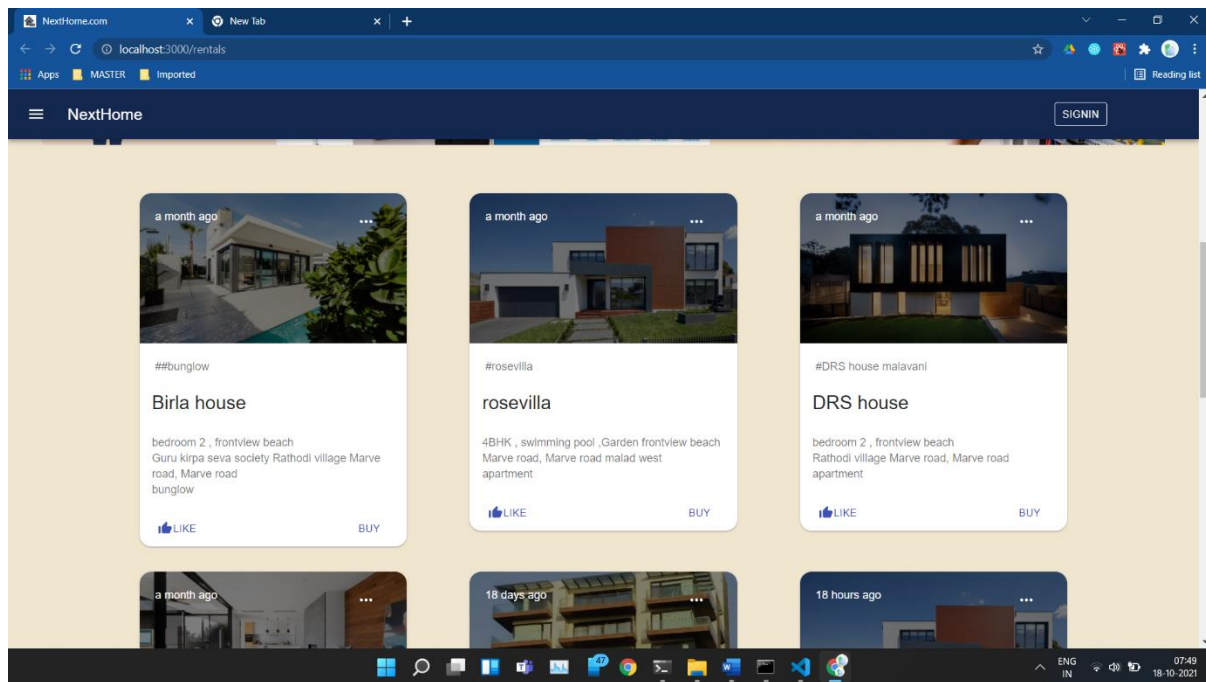 NextHome.com
New Tab
localhost:3000/rentals
Apps
MASTER
Imported
Reading list
NextHome
SIGNIN
a month ago
a month ago
a month ago
##bunglow
#rosevilla
#DRS house malavani
Birla house
rosevilla
DRS house
bedroom 2 , frontview beach
Guru kirpa seva society Rathodi village Marve
road, Marve road
bunglow
4BHK , swimming pool ,Garden frontview beach
Marve road, Marve road malad west
apartment
bedroom 2 , frontview beach
Rathodi village Marve road, Marve road
apartment
LIKE
BUY
LIKE
BUY
LIKE
BUY
a month ago
18 days ago
18 hours ago
47
ENG
IN
07:49
18-10-2021